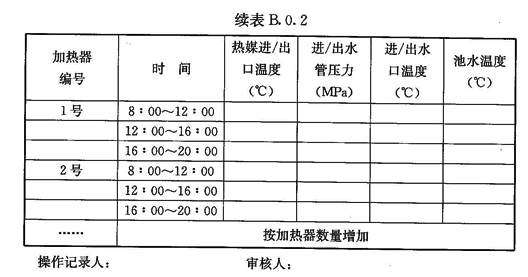 续表 B.0.2
加热器编号 时 间 热媒进/出口温度(℃) 进/出水管压力(MPa) 进/出水口温度(℃) 池水温度(℃)
1号 8:00～12:00
12:00～16:00
16:00～20:00
2号 8:00～12:00
12:00～16:00
16:00～20:00
…… 按加热器数量增加
操作记录人: 审核人: